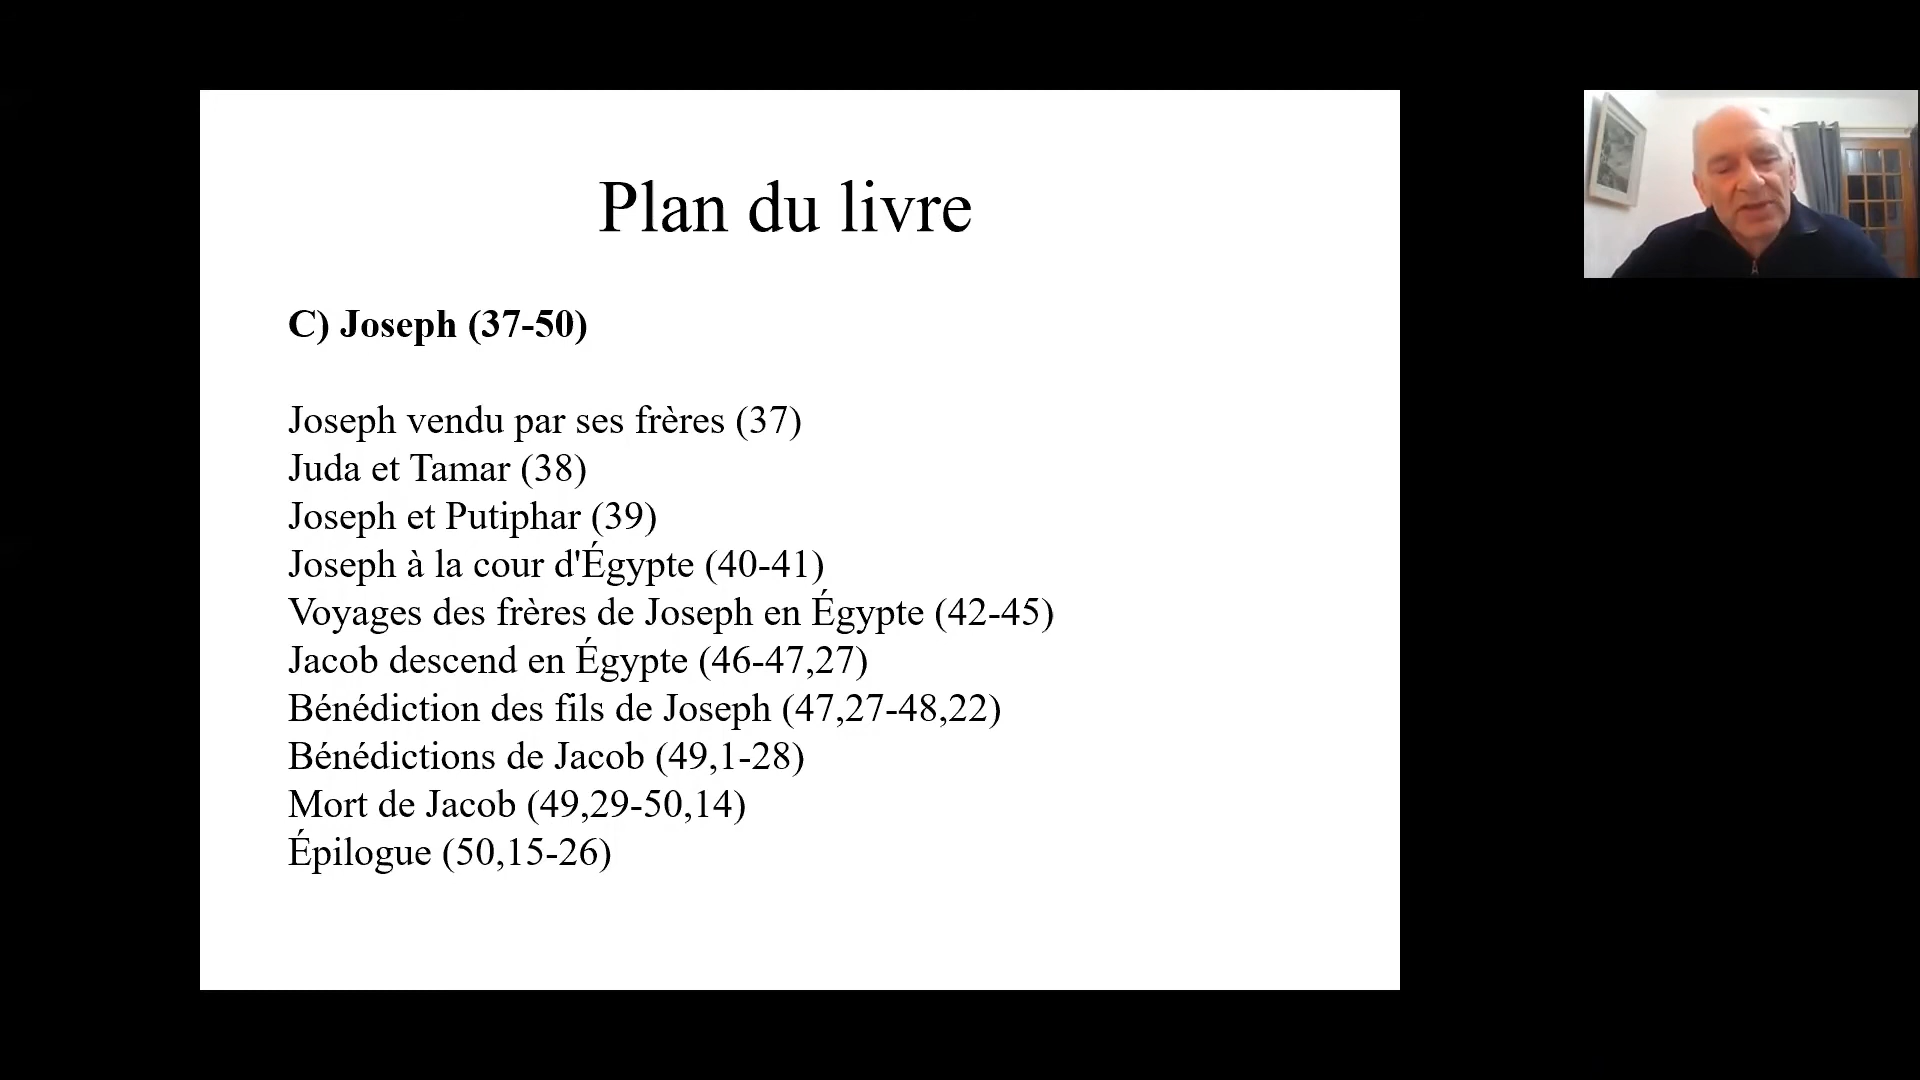 Plan du livre
C) Joseph (37-50)
Joseph vendu par ses frères (37)
Juda et Tamar (38)
Joseph et Putiphar (39)
Joseph à la cour d'Égypte (40-41)
Voyages des frères de Joseph en Égypte (42-45)
Jacob descend en Égypte (46-47,27)
Bénédiction des fils de Joseph (47,27-48,22)
Bénédictions de Jacob (49,1-28)
Mort de Jacob (49,29-50,14)
Épilogue (50,15-26)